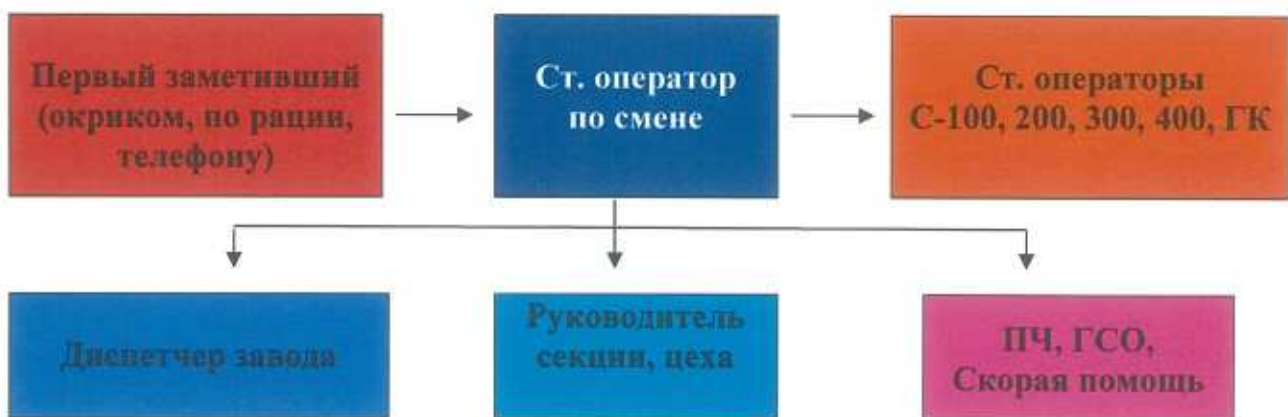 Первый заметивший
(окриком, по рации,
телефону)
Ст. оператор
по смене
Ст. операторы
С-100, 200, 300, 400, ГК
Диспетчер завода
Руководитель
секции, цеха
ПЧ, ГСО,
Скорая помощь